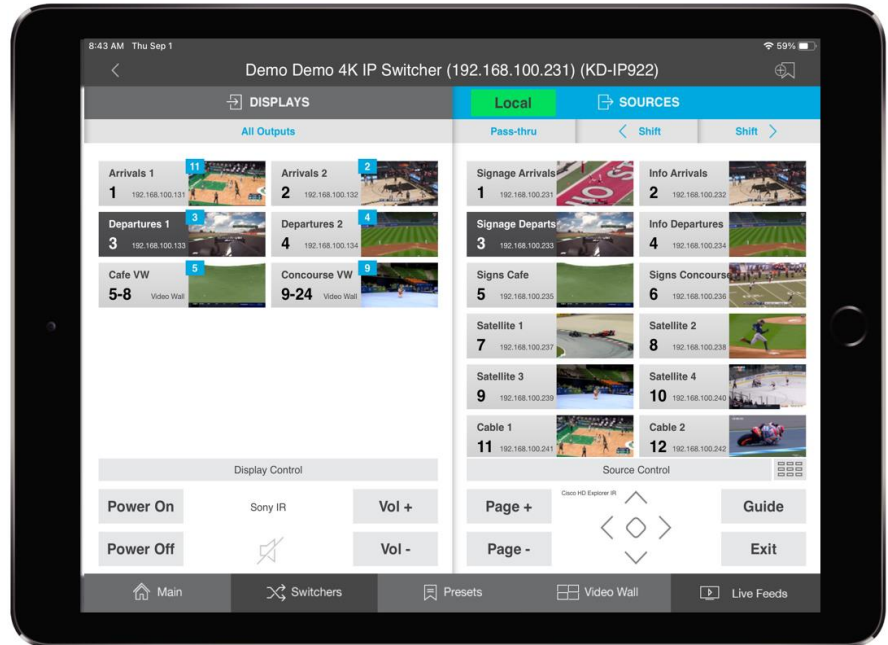 8:43 AM Thu Sep 1
59%
Demo Demo 4K IP Switcher (192.168.100.231) (KD-IP922)
DISPLAYS
Local
SOURCES
All Outputs
Pass-thru
Shift
Shift
Arrivals 1
11
1 192.168.100.131
Arrivals 2
2
2 192.168.100.132
Departures 1
3
3 192.168.100.133
Departures 2
4
4 192.168.100.134
Cafe VW
5
5-8 Video Wall
Concourse VW
9
9-24 Video Wall
Signage Arrivals
1 192.168.100.231
Info Arrivals
2 192.168.100.232
Signage Departs
3 192.168.100.233
Info Departures
4 192.168.100.234
Signs Cafe
5 192.168.100.235
Signs Concourse
6 192.168.100.236
Satellite 1
7 192.168.100.237
Satellite 2
8 192.168.100.238
Satellite 3
9 192.168.100.239
Satellite 4
10 192.168.100.240
Cable 1
11 192.168.100.241
Cable 2
12 192.168.100.242
Display Control
Source Control
Power On
Sony IR
Vol +
Page +
Cisco HD Explorer IR
Guide
Power Off
Vol -
Page -
Exit
Main
Switchers
Presets
Video Wall
Live Feeds